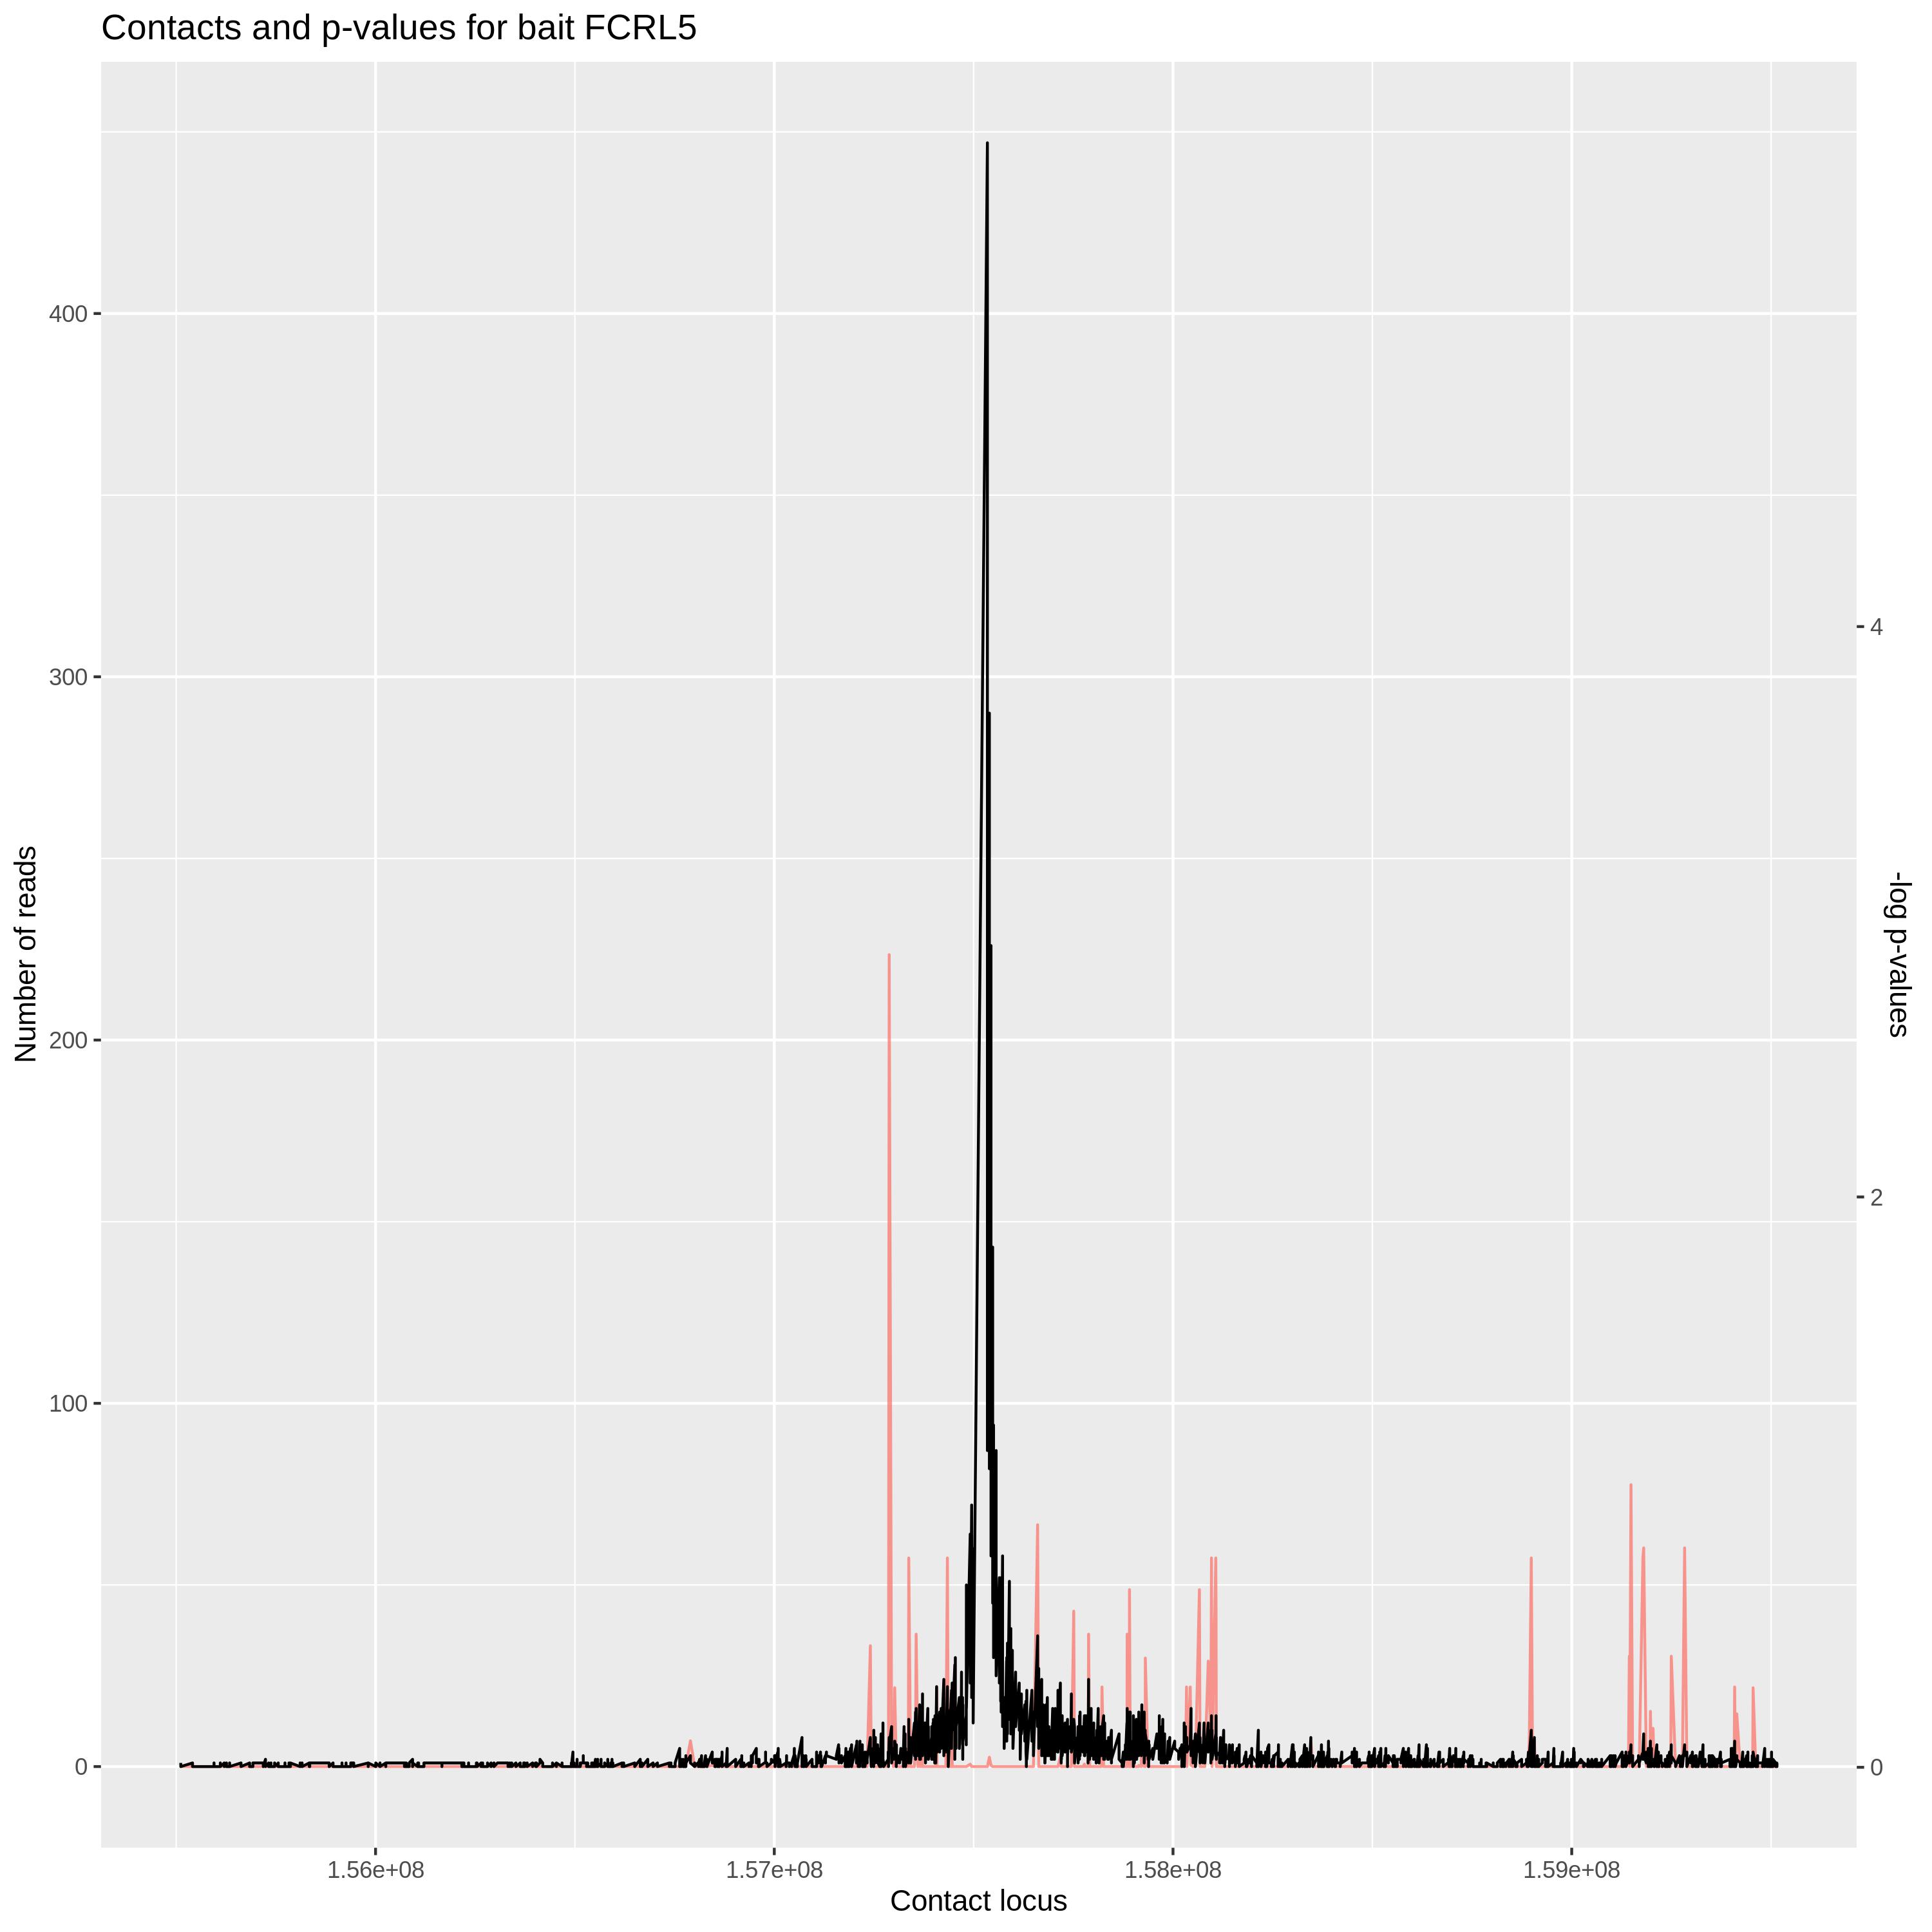 Contacts and p-values for bait FCRL5
400
300
200
100
0
Number of reads
4
2
0
-log p-values
1.56e+08
1.57e+08
1.58e+08
1.59e+08
Contact locus